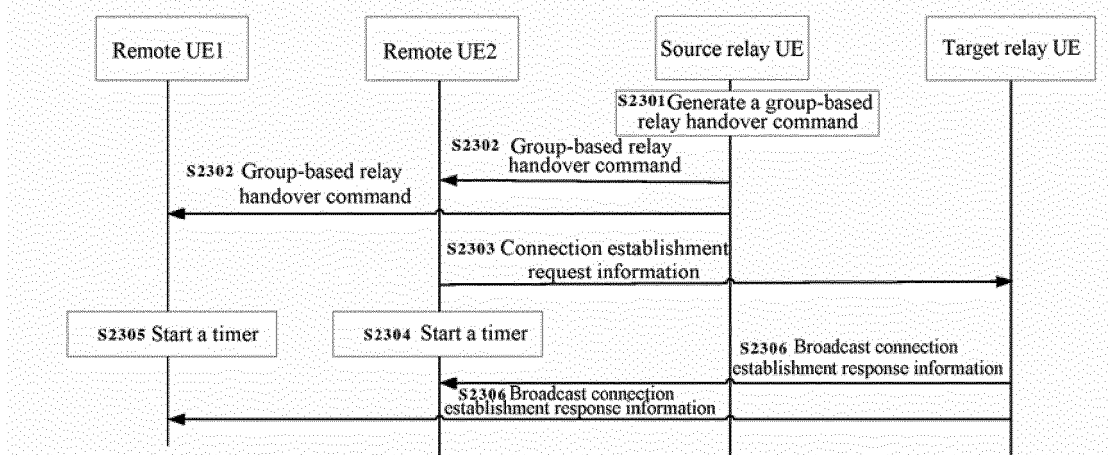 Remote UE1
Remote UE2
Source relay UE
Target relay UE
S2301 Generate a group-based
relay handover command
S2302 Group-based relay
handover command
S2302 Group-based relay
handover command
S2303 Connection establishment
request information
S2305 Start a timer
S2304 Start a timer
S2306 Broadcast connection
establishment response information
S2306 Broadcast connection
establishment response information